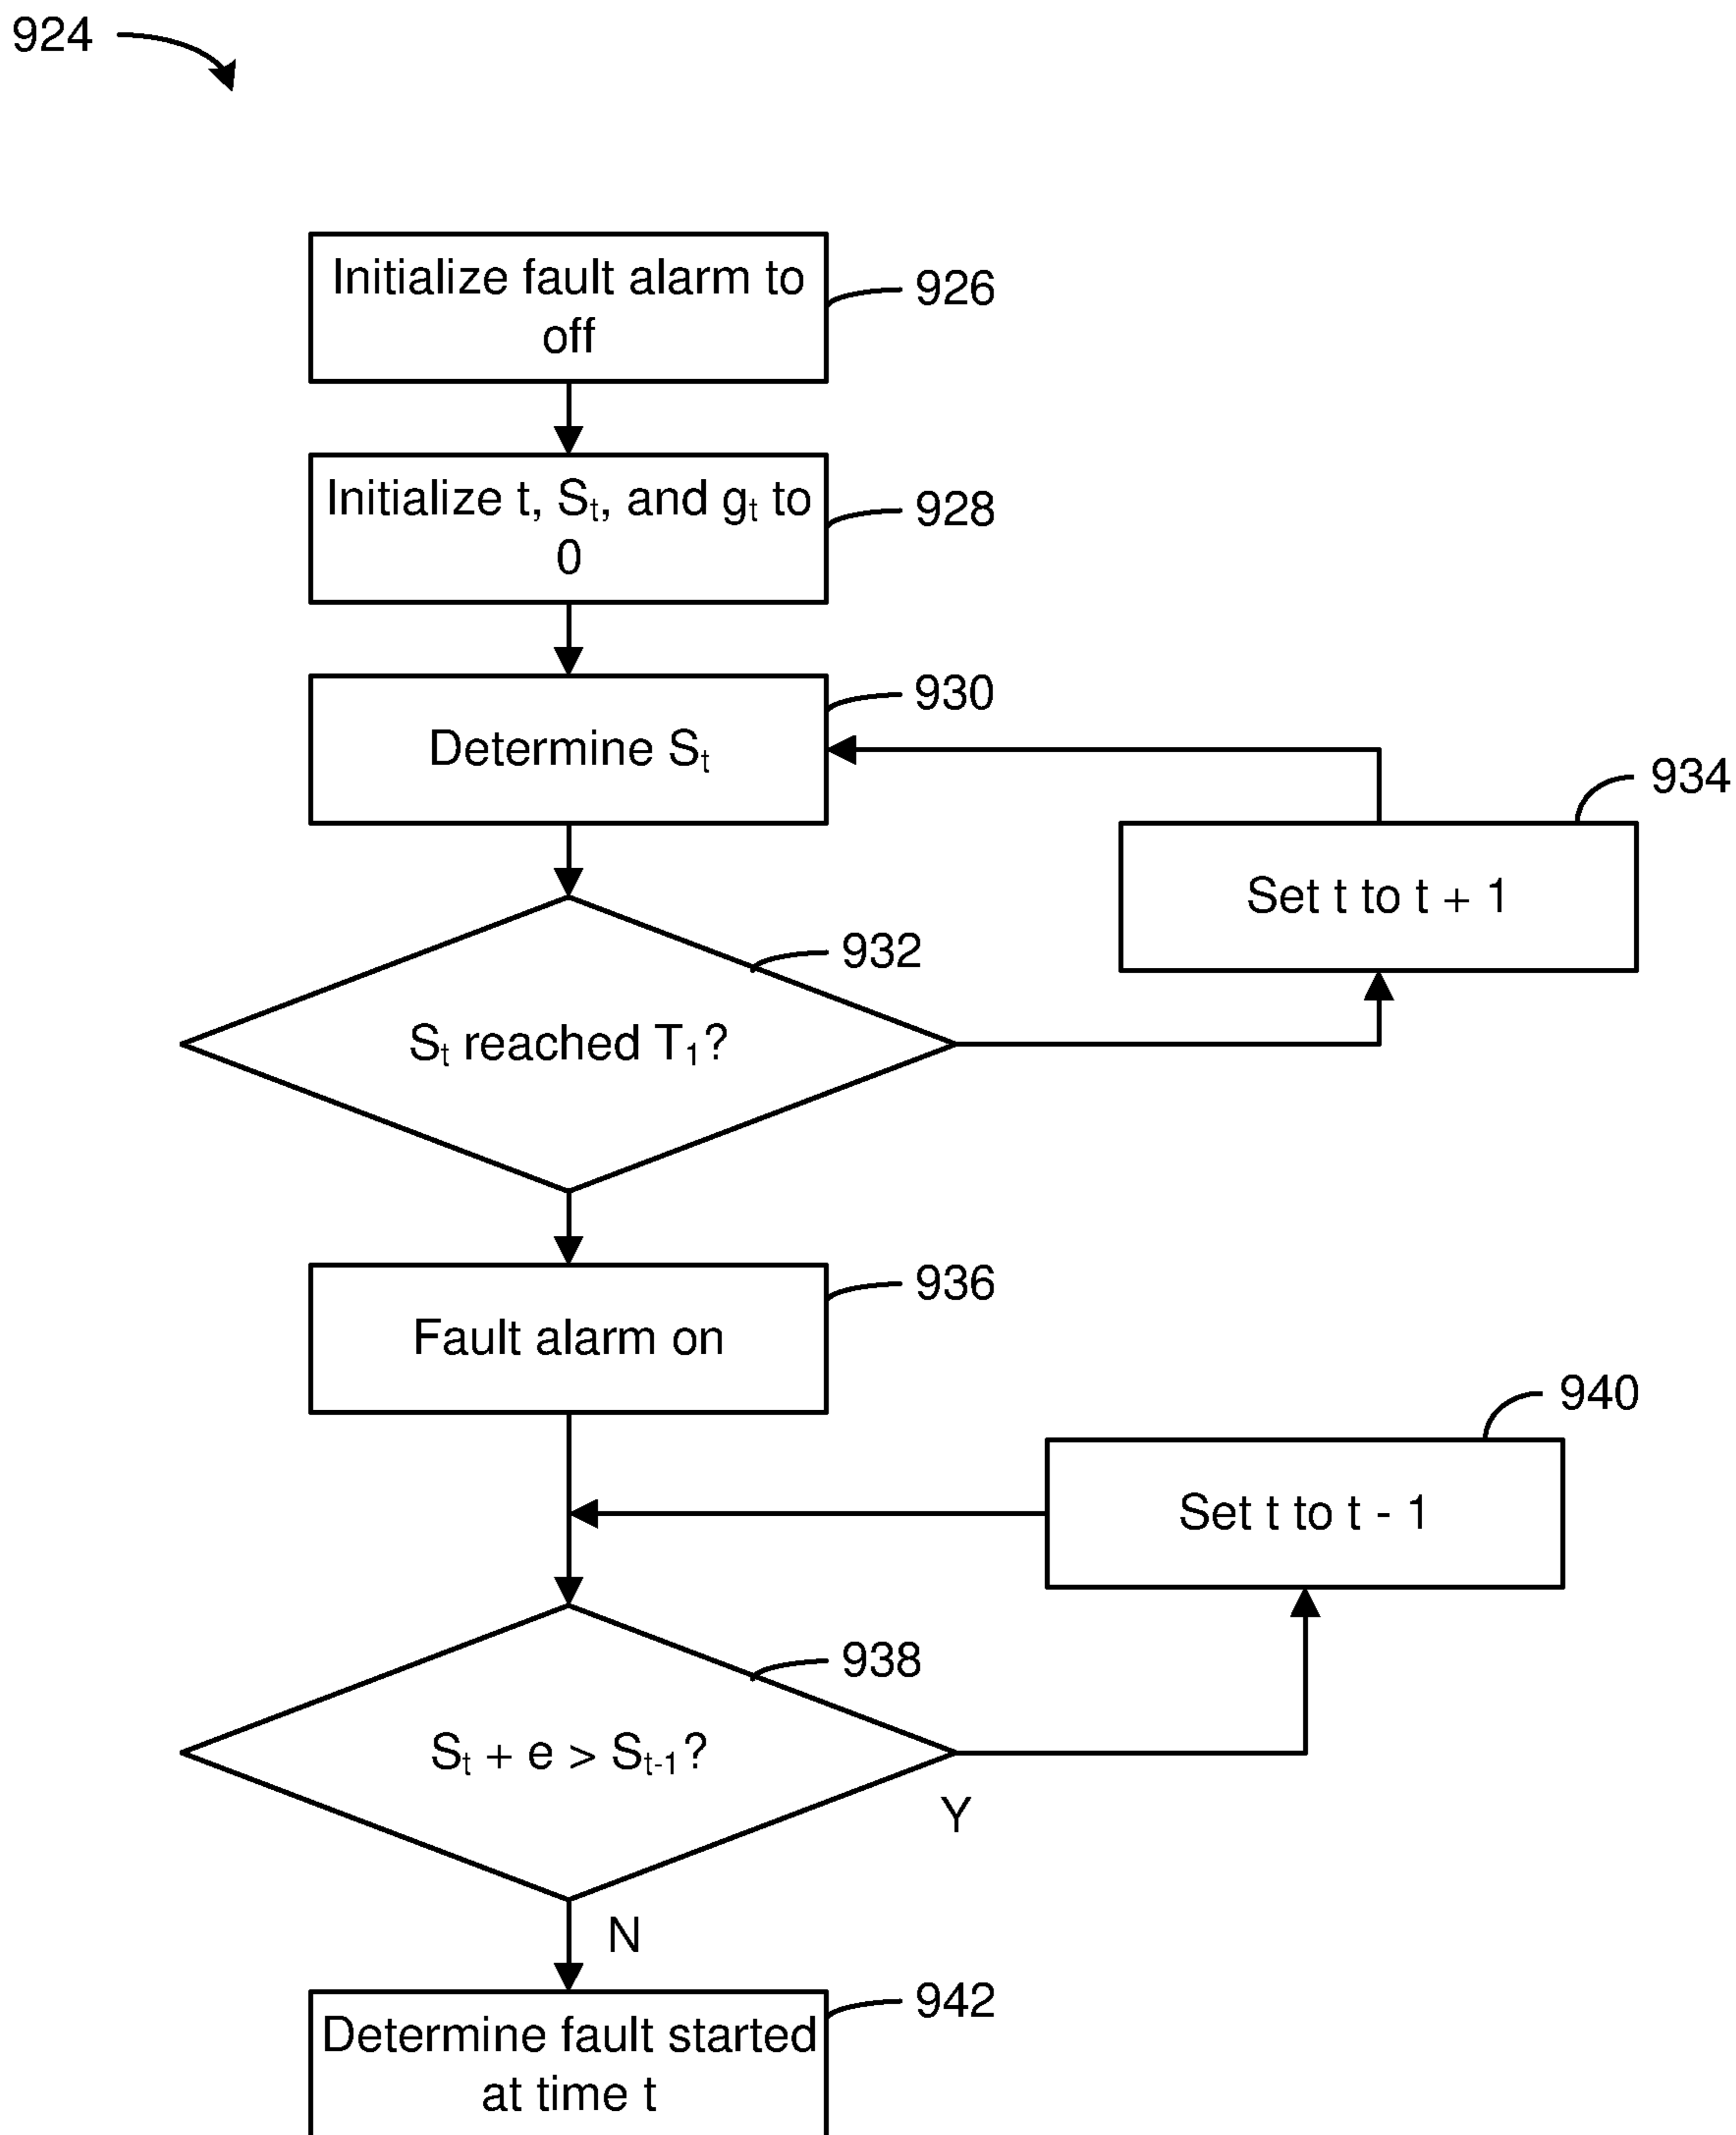 924
Initialize fault alarm to
off
926
Initialize t, Sₜ, and gₜ to
0
928
Determine Sₜ
930
934
Set t to t + 1
932
Sₜ reached T₁?
936
Fault alarm on
940
Set t to t - 1
938
Sₜ + e > Sₜ₋₁?
Y
N
942
Determine fault started
at time t